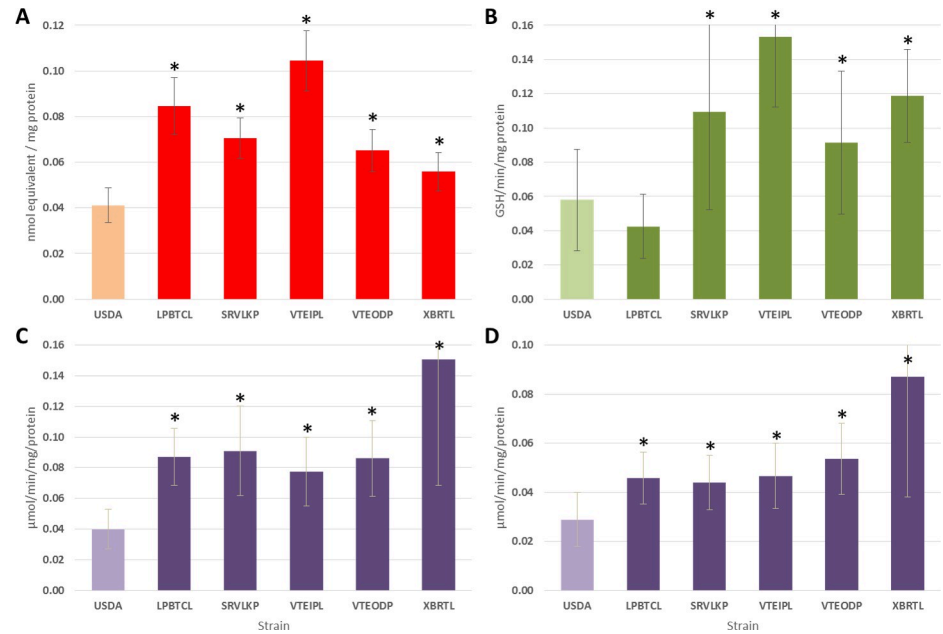 A
nmol equivalent / mg protein
0.12
0.10
0.08
0.06
0.04
0.02
0.00
* * * * *
USDA LPBTCL SRVLKP VTEIPL VTEODP XBRTL
B
GSH/min/mg protein
0.16
0.14
0.12
0.10
0.08
0.06
0.04
0.02
0.00
* * * *
USDA LPBTCL SRVLKP VTEIPL VTEODP XBRTL
C
µmol/min/mg/protein
0.16
0.14
0.12
0.10
0.08
0.06
0.04
0.02
0.00
* * * * *
USDA LPBTCL SRVLKP VTEIPL VTEODP XBRTL
Strain
D
µmol/min/mg/protein
0.10
0.08
0.06
0.04
0.02
0.00
* * * * *
USDA LPBTCL SRVLKP VTEIPL VTEODP XBRTL
Strain